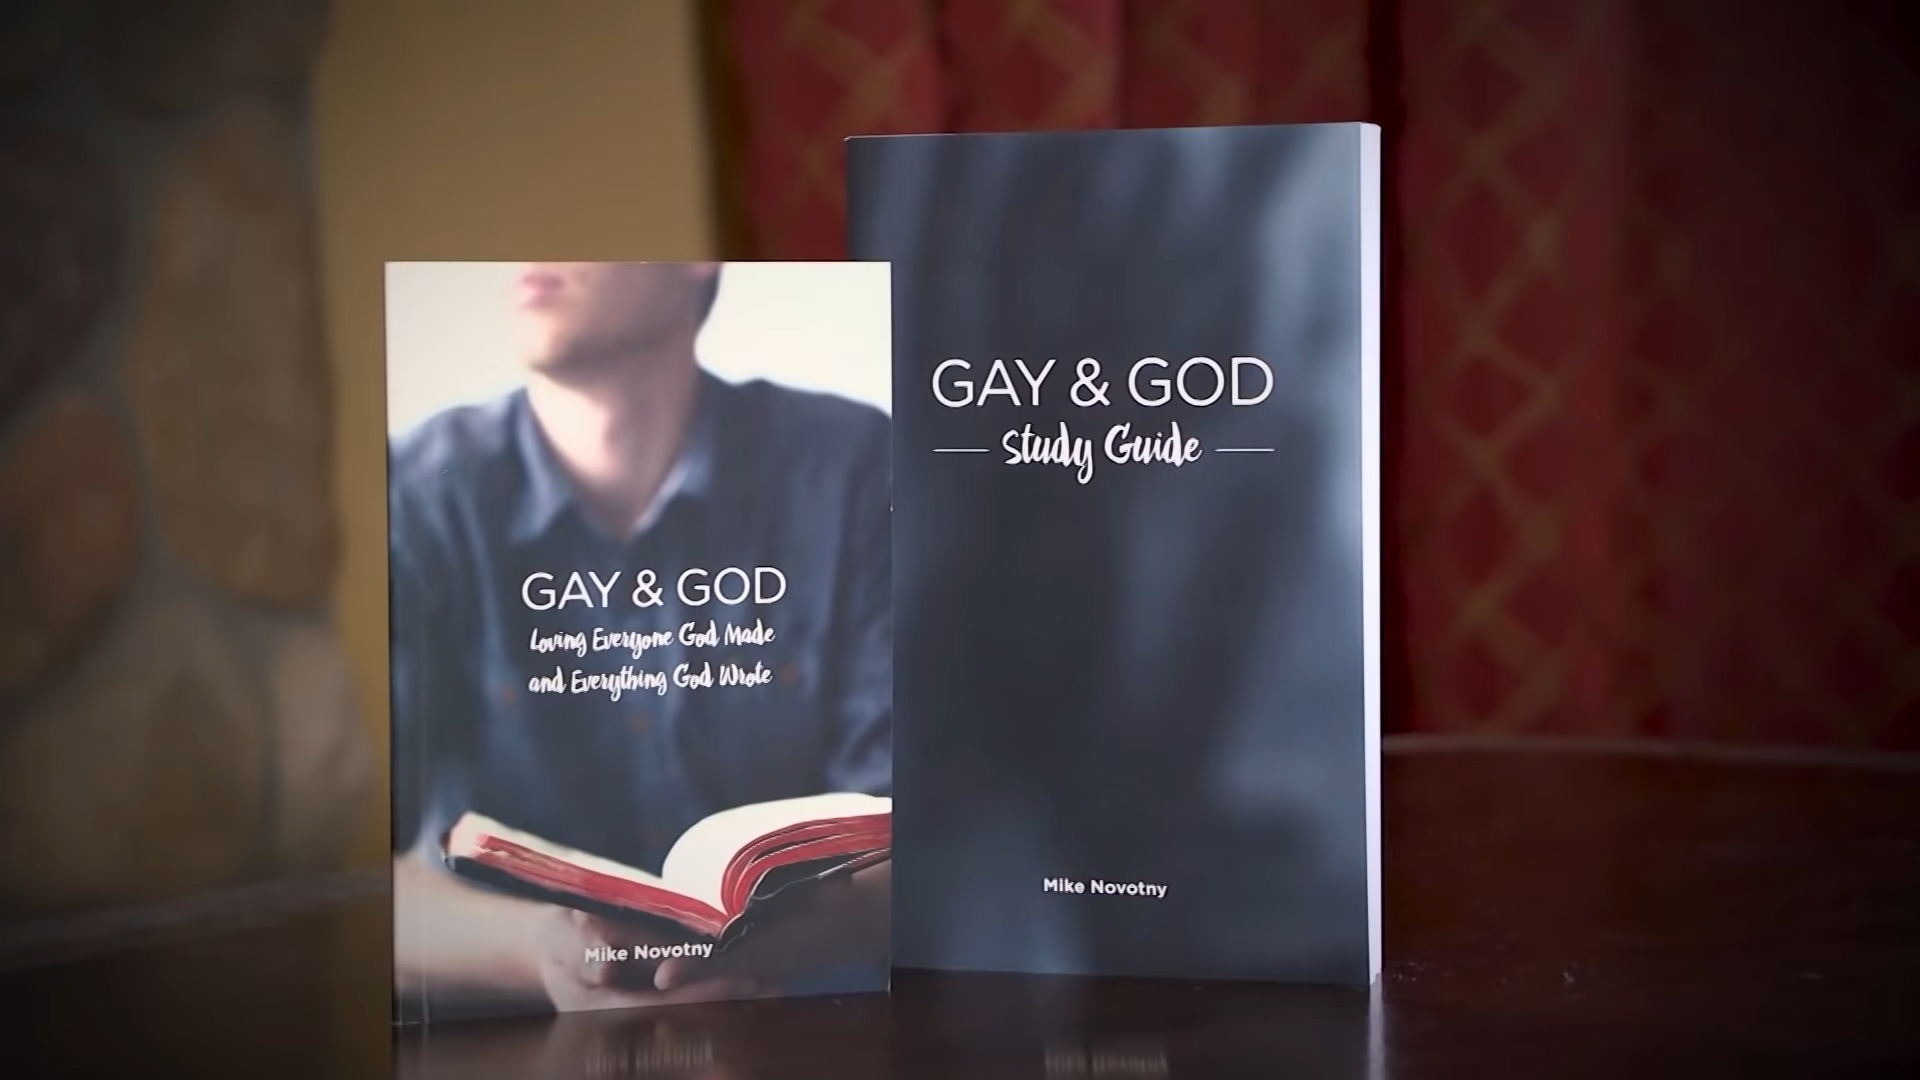 GAY & GOD
Loving Everyone God Made
and Everything God Wrote
Mike Novotny
GAY & GOD
Study Guide
Mike Novotny